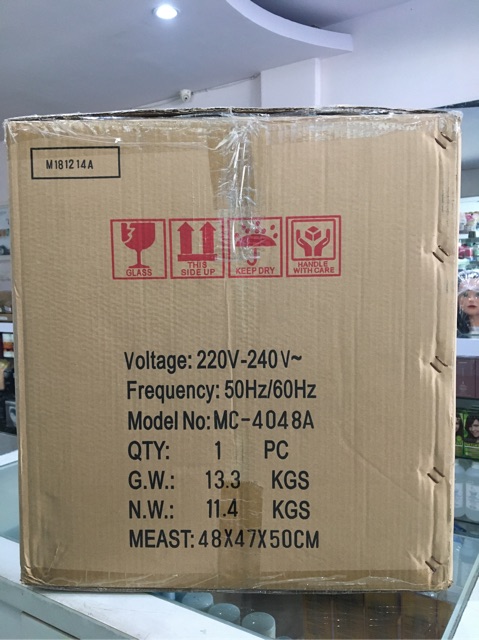 M181214A
GLASS
THIS
SIDE UP
KEEP DRY
HANDLE
WITH CARE
Voltage: 220V-240V~
Frequency: 50Hz/60Hz
Model No: MC-4048A
QTY: 1 PC
G.W.: 13.3 KGS
N.W.: 11.4 KGS
MEAST: 48X47X50CM